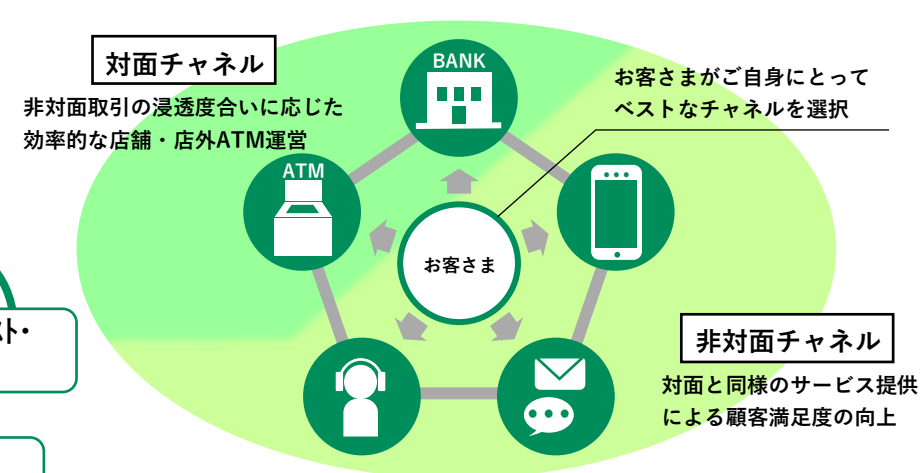 対面チャネル
非対面取引の浸透度合いに応じた
効率的な店舗・店外ATM運営
BANK
お客さまがご自身にとって
ベストなチャネルを選択
ATM
お客さま
ト・
非対面チャネル
対面と同様のサービス提供
による顧客満足度の向上